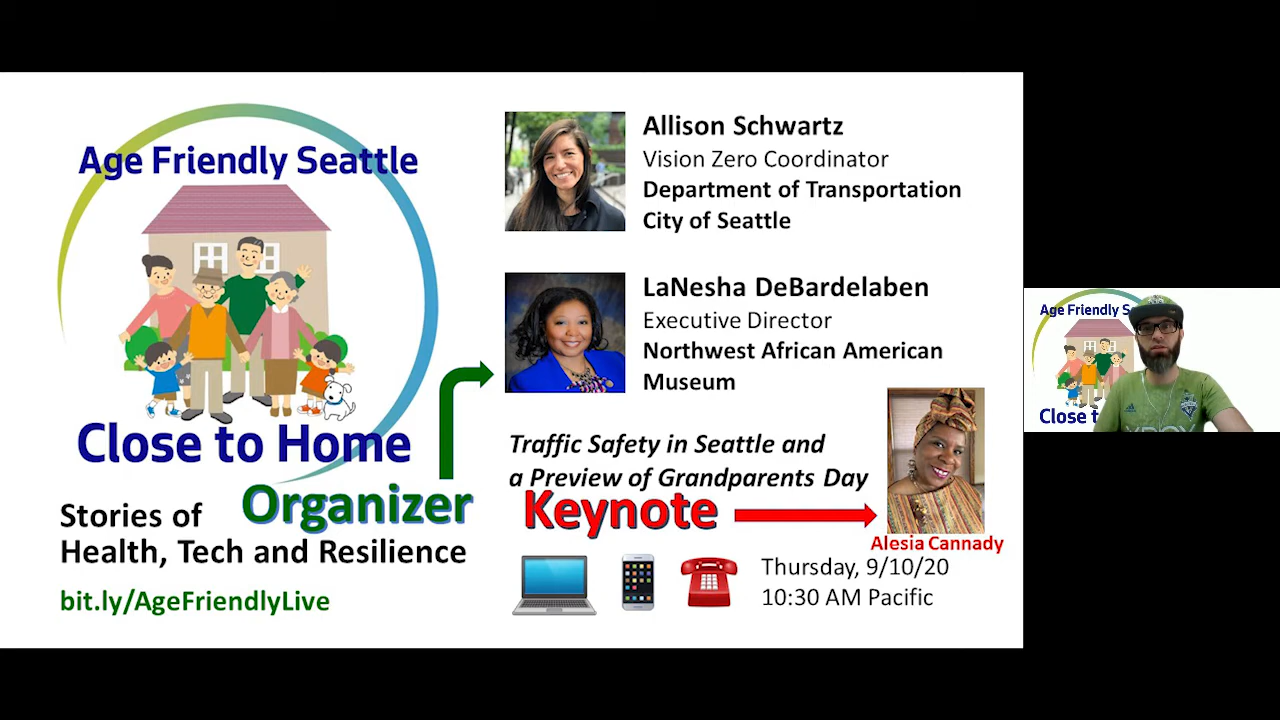 Age Friendly Seattle
Close to Home
Organizer
Stories of
Health, Tech and Resilience
bit.ly/AgeFriendlyLive
Allison Schwartz
Vision Zero Coordinator
Department of Transportation
City of Seattle
LaNesha DeBardelaben
Executive Director
Northwest African American
Museum
Traffic Safety in Seattle and
a Preview of Grandparents Day
Keynote
Alesia Cannady
Thursday, 9/10/20
10:30 AM Pacific
Age Friendly S
Close to